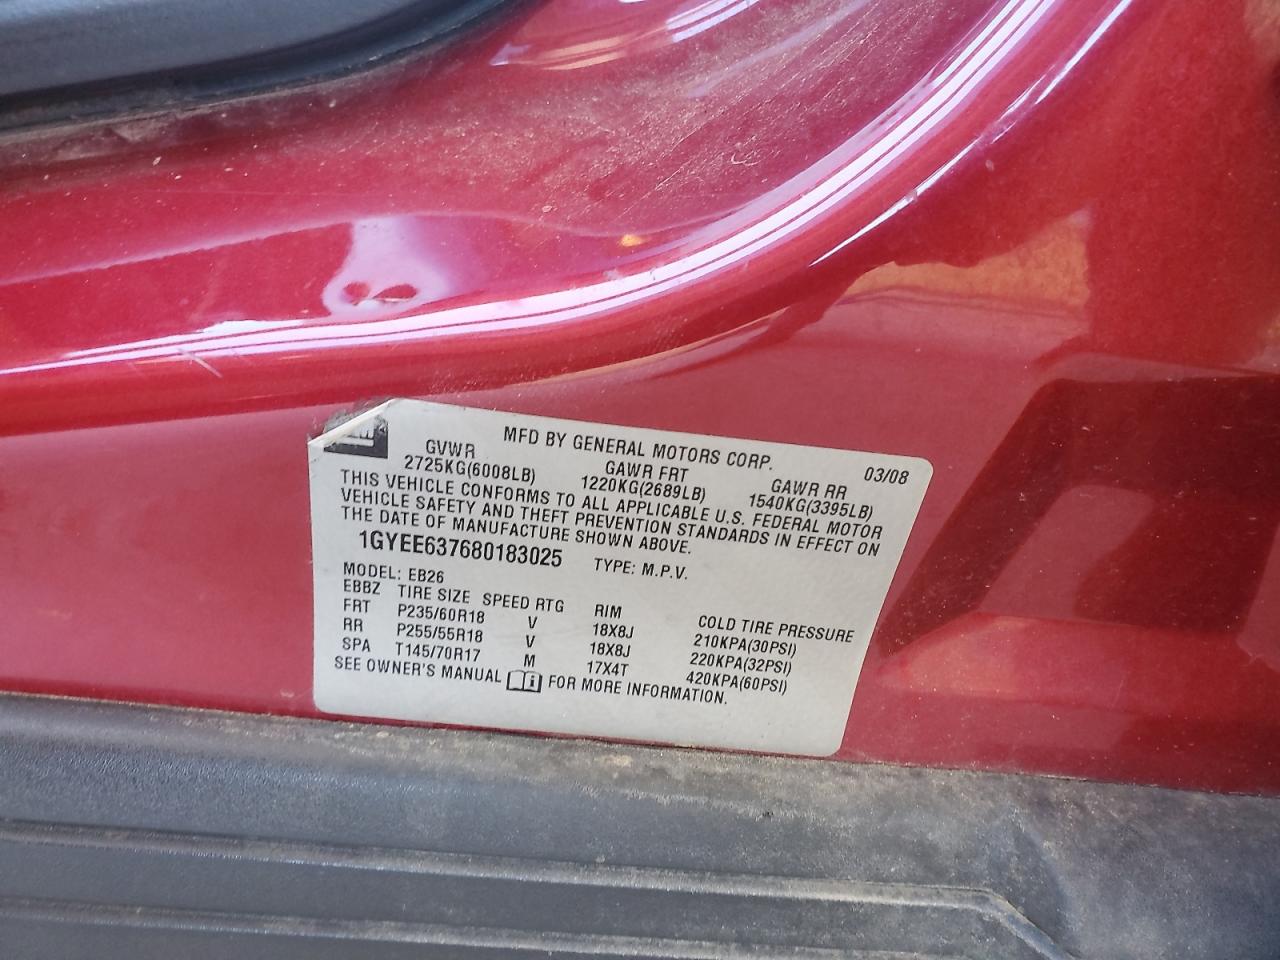 GM
MFD BY GENERAL MOTORS CORP. 03/08
GVWR GAWR FRT GAWR RR
2725KG(6008LB) 1220KG(2689LB) 1540KG(3395LB)
THIS VEHICLE CONFORMS TO ALL APPLICABLE U.S. FEDERAL MOTOR
VEHICLE SAFETY AND THEFT PREVENTION STANDARDS IN EFFECT ON
THE DATE OF MANUFACTURE SHOWN ABOVE.
1GYEE637680183025 TYPE: M.P.V.
MODEL: EB26
EBBZ TIRE SIZE SPEED RTG RIM COLD TIRE PRESSURE
FRT P235/60R18 V 18X8J 210KPA(30PSI)
RR P255/55R18 V 18X8J 220KPA(32PSI)
SPA T145/70R17 M 17X4T 420KPA(60PSI)
SEE OWNER'S MANUAL i FOR MORE INFORMATION.